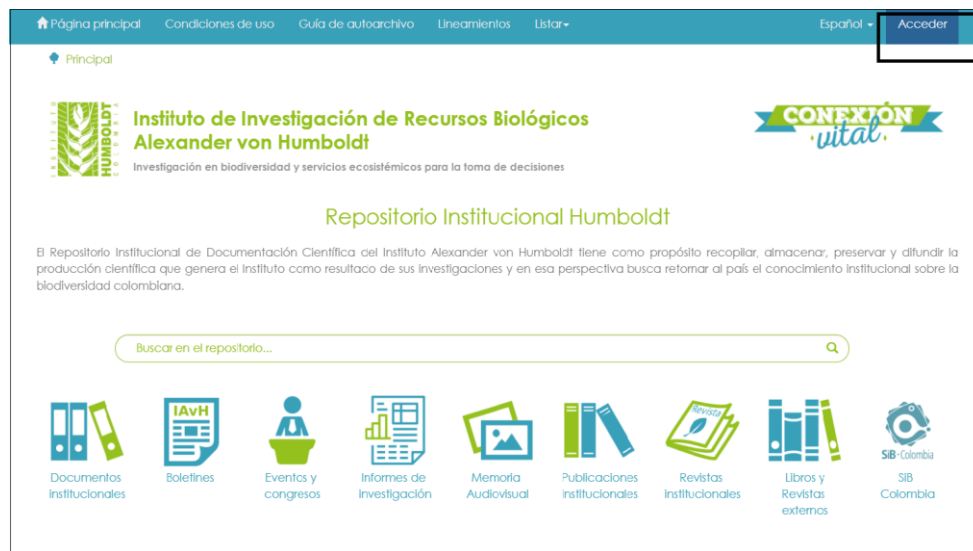 Página principal Condiciones de uso Guía de autoarchivo Lineamientos Listar Español Acceder
Principal
INSTITUTO HUMBOLDT COLOMBIA
Instituto de Investigación de Recursos Biológicos
Alexander von Humboldt
Investigación en biodiversidad y servicios ecosistémicos para la toma de decisiones
CONEXIÓN
vital
Repositorio Institucional Humboldt
El Repositorio Institucional de Documentación Científica del Instituto Alexander von Humboldt tiene como propósito recopilar, almacenar, preservar y difundir la
producción científica que genera el Instituto como resultaco de sus investigaciones y en esa perspectiva busca retornar al país el conocimiento institucional sobre la
biodiversidad colombiana.
Buscar en el repositorio...
IAvH
Revista
SiB-Colombia
Documentos
Institucionales
Boletines
Eventos y
congresos
Informes de
Investigación
Memoria
Audiovisual
Publicaciones
Institucionales
Revistas
Institucionales
Libros y
Revistas
externos
SIB
Colombia